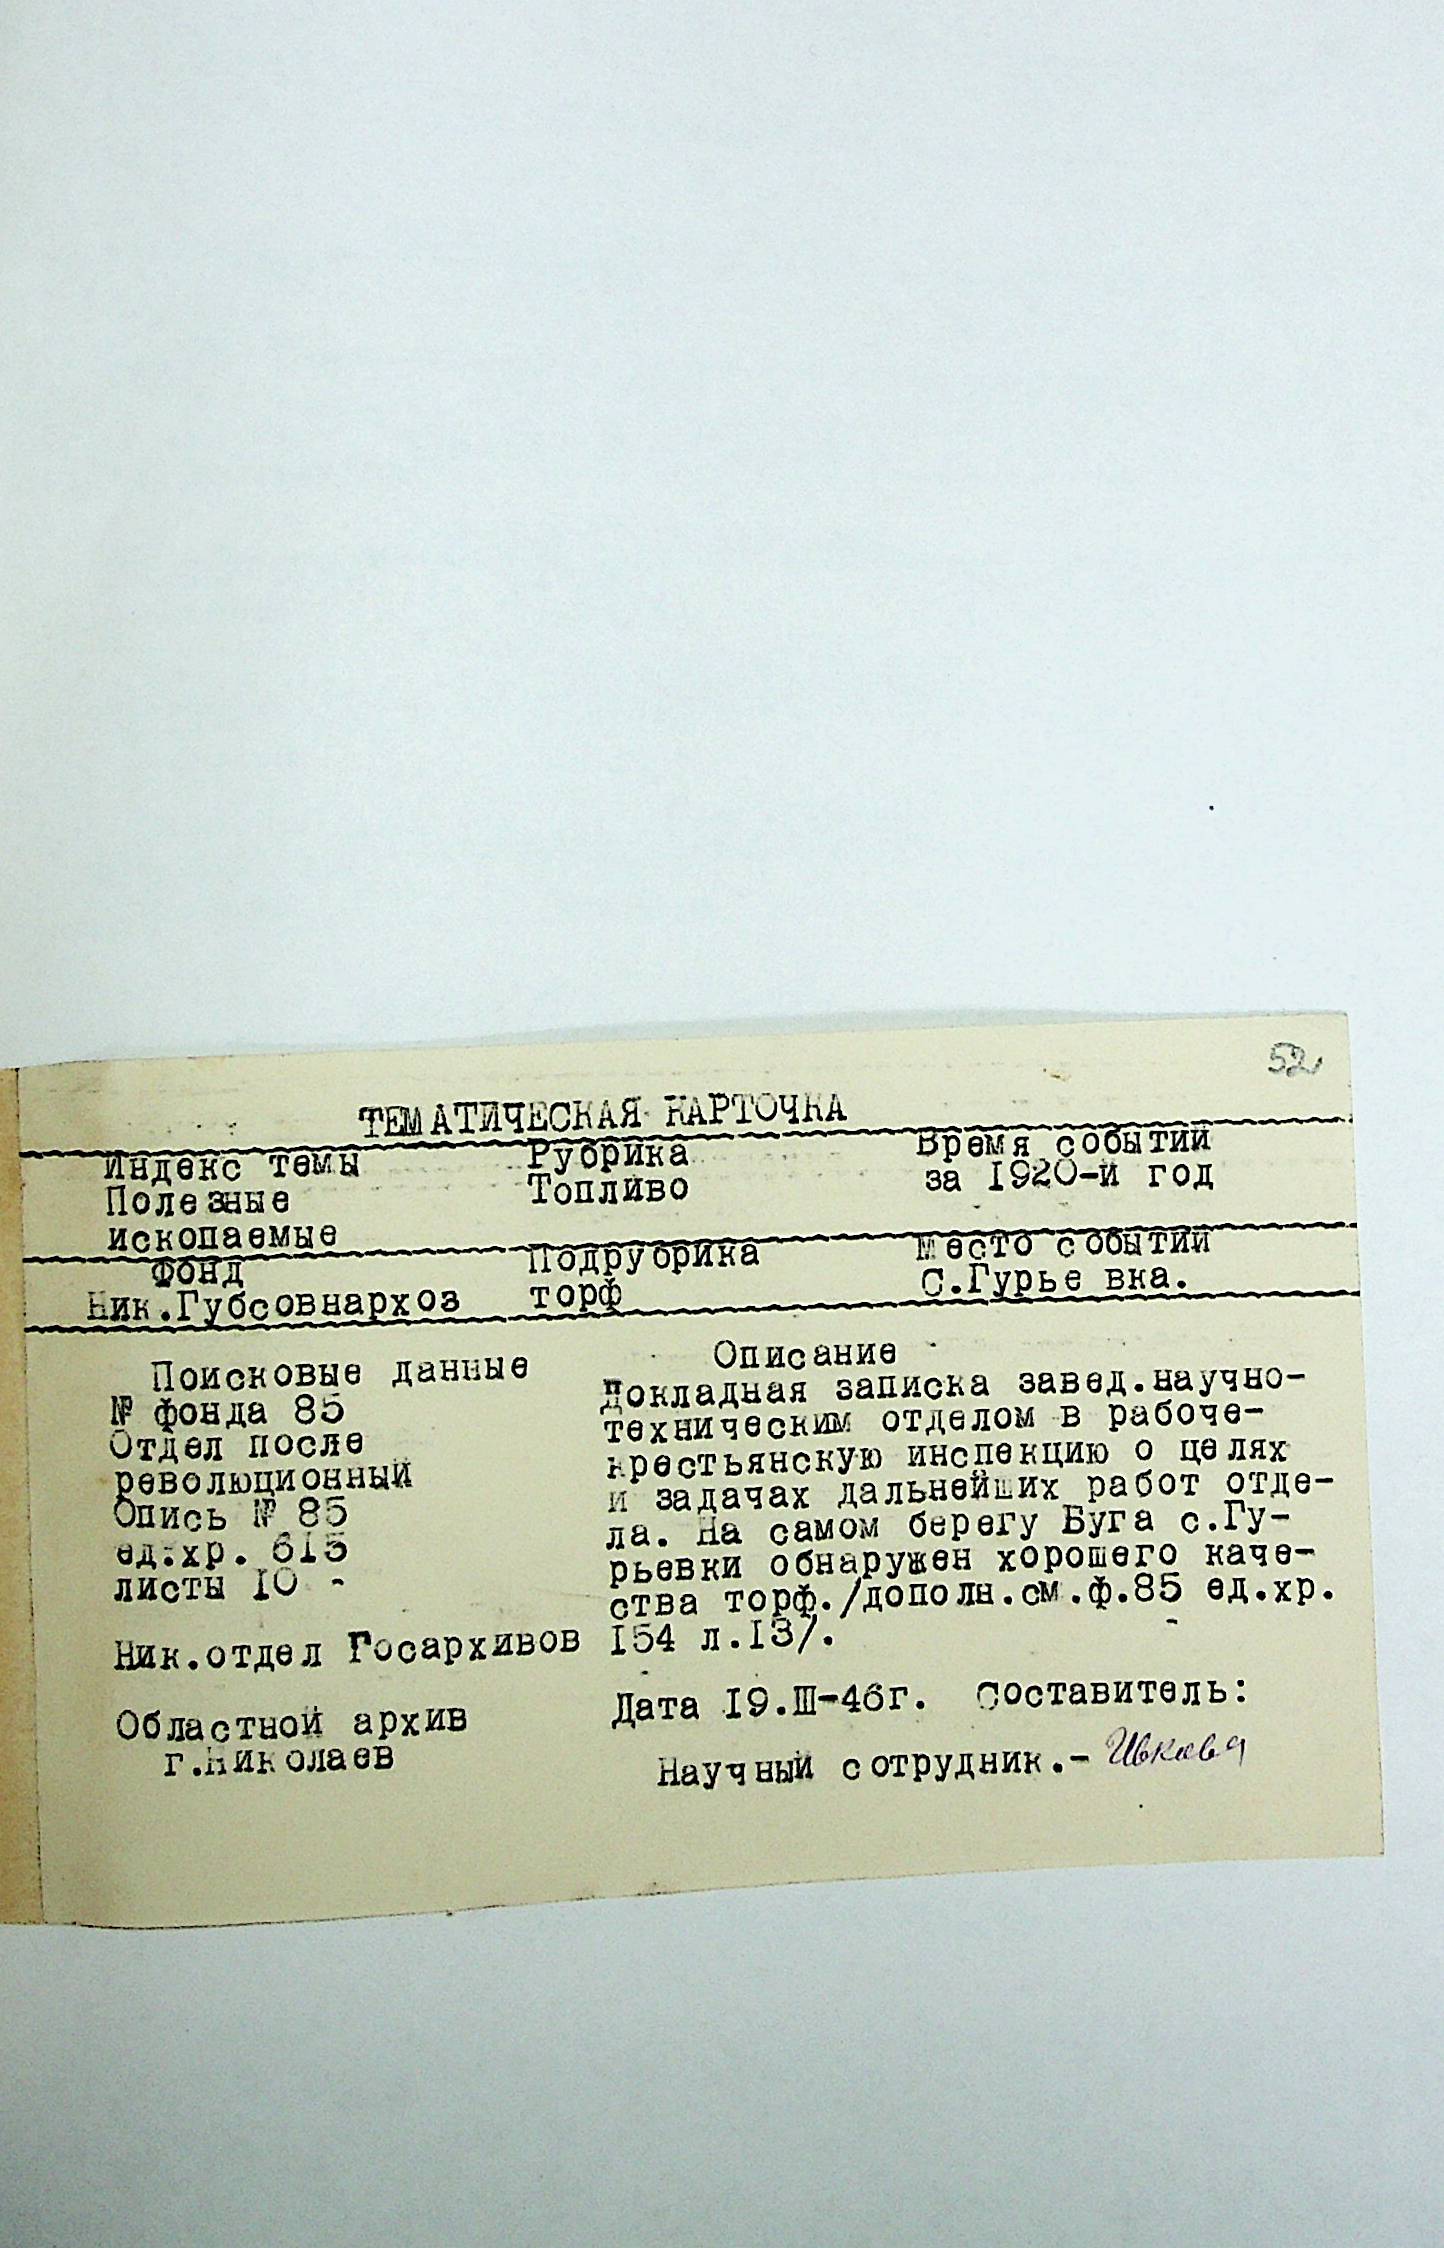 52
ТЕМАТИЧЕСКАЯ КАРТОЧКА
Индекс темы
Полезные
ископаемые
Рубрика
Топливо
Время событий
за 1920-й год
Фонд
Ник.Губсовнархоз
Подрубрика
торф
Место событий
С.Гурьевка.
Поисковые данные
№ фонда 85
Отдел после
революционный
Опись № 85
ед.хр. 615
листы 10 -
Ник.отдел Госархивов
Областной архив
г.Николаев
Описание
Докладная записка завед.научно-
техническим отделом в рабоче-
крестьянскую инспекцию о целях
и задачах дальнейших работ отде-
ла. На самом берегу Буга с.Гу-
рьевки обнаружен хорошего каче-
ства торф./дополн.см.ф.85 ед.хр.
154 л.13/.
Дата 19.III-46г. Составитель:
Научный сотрудник.- Ивкова